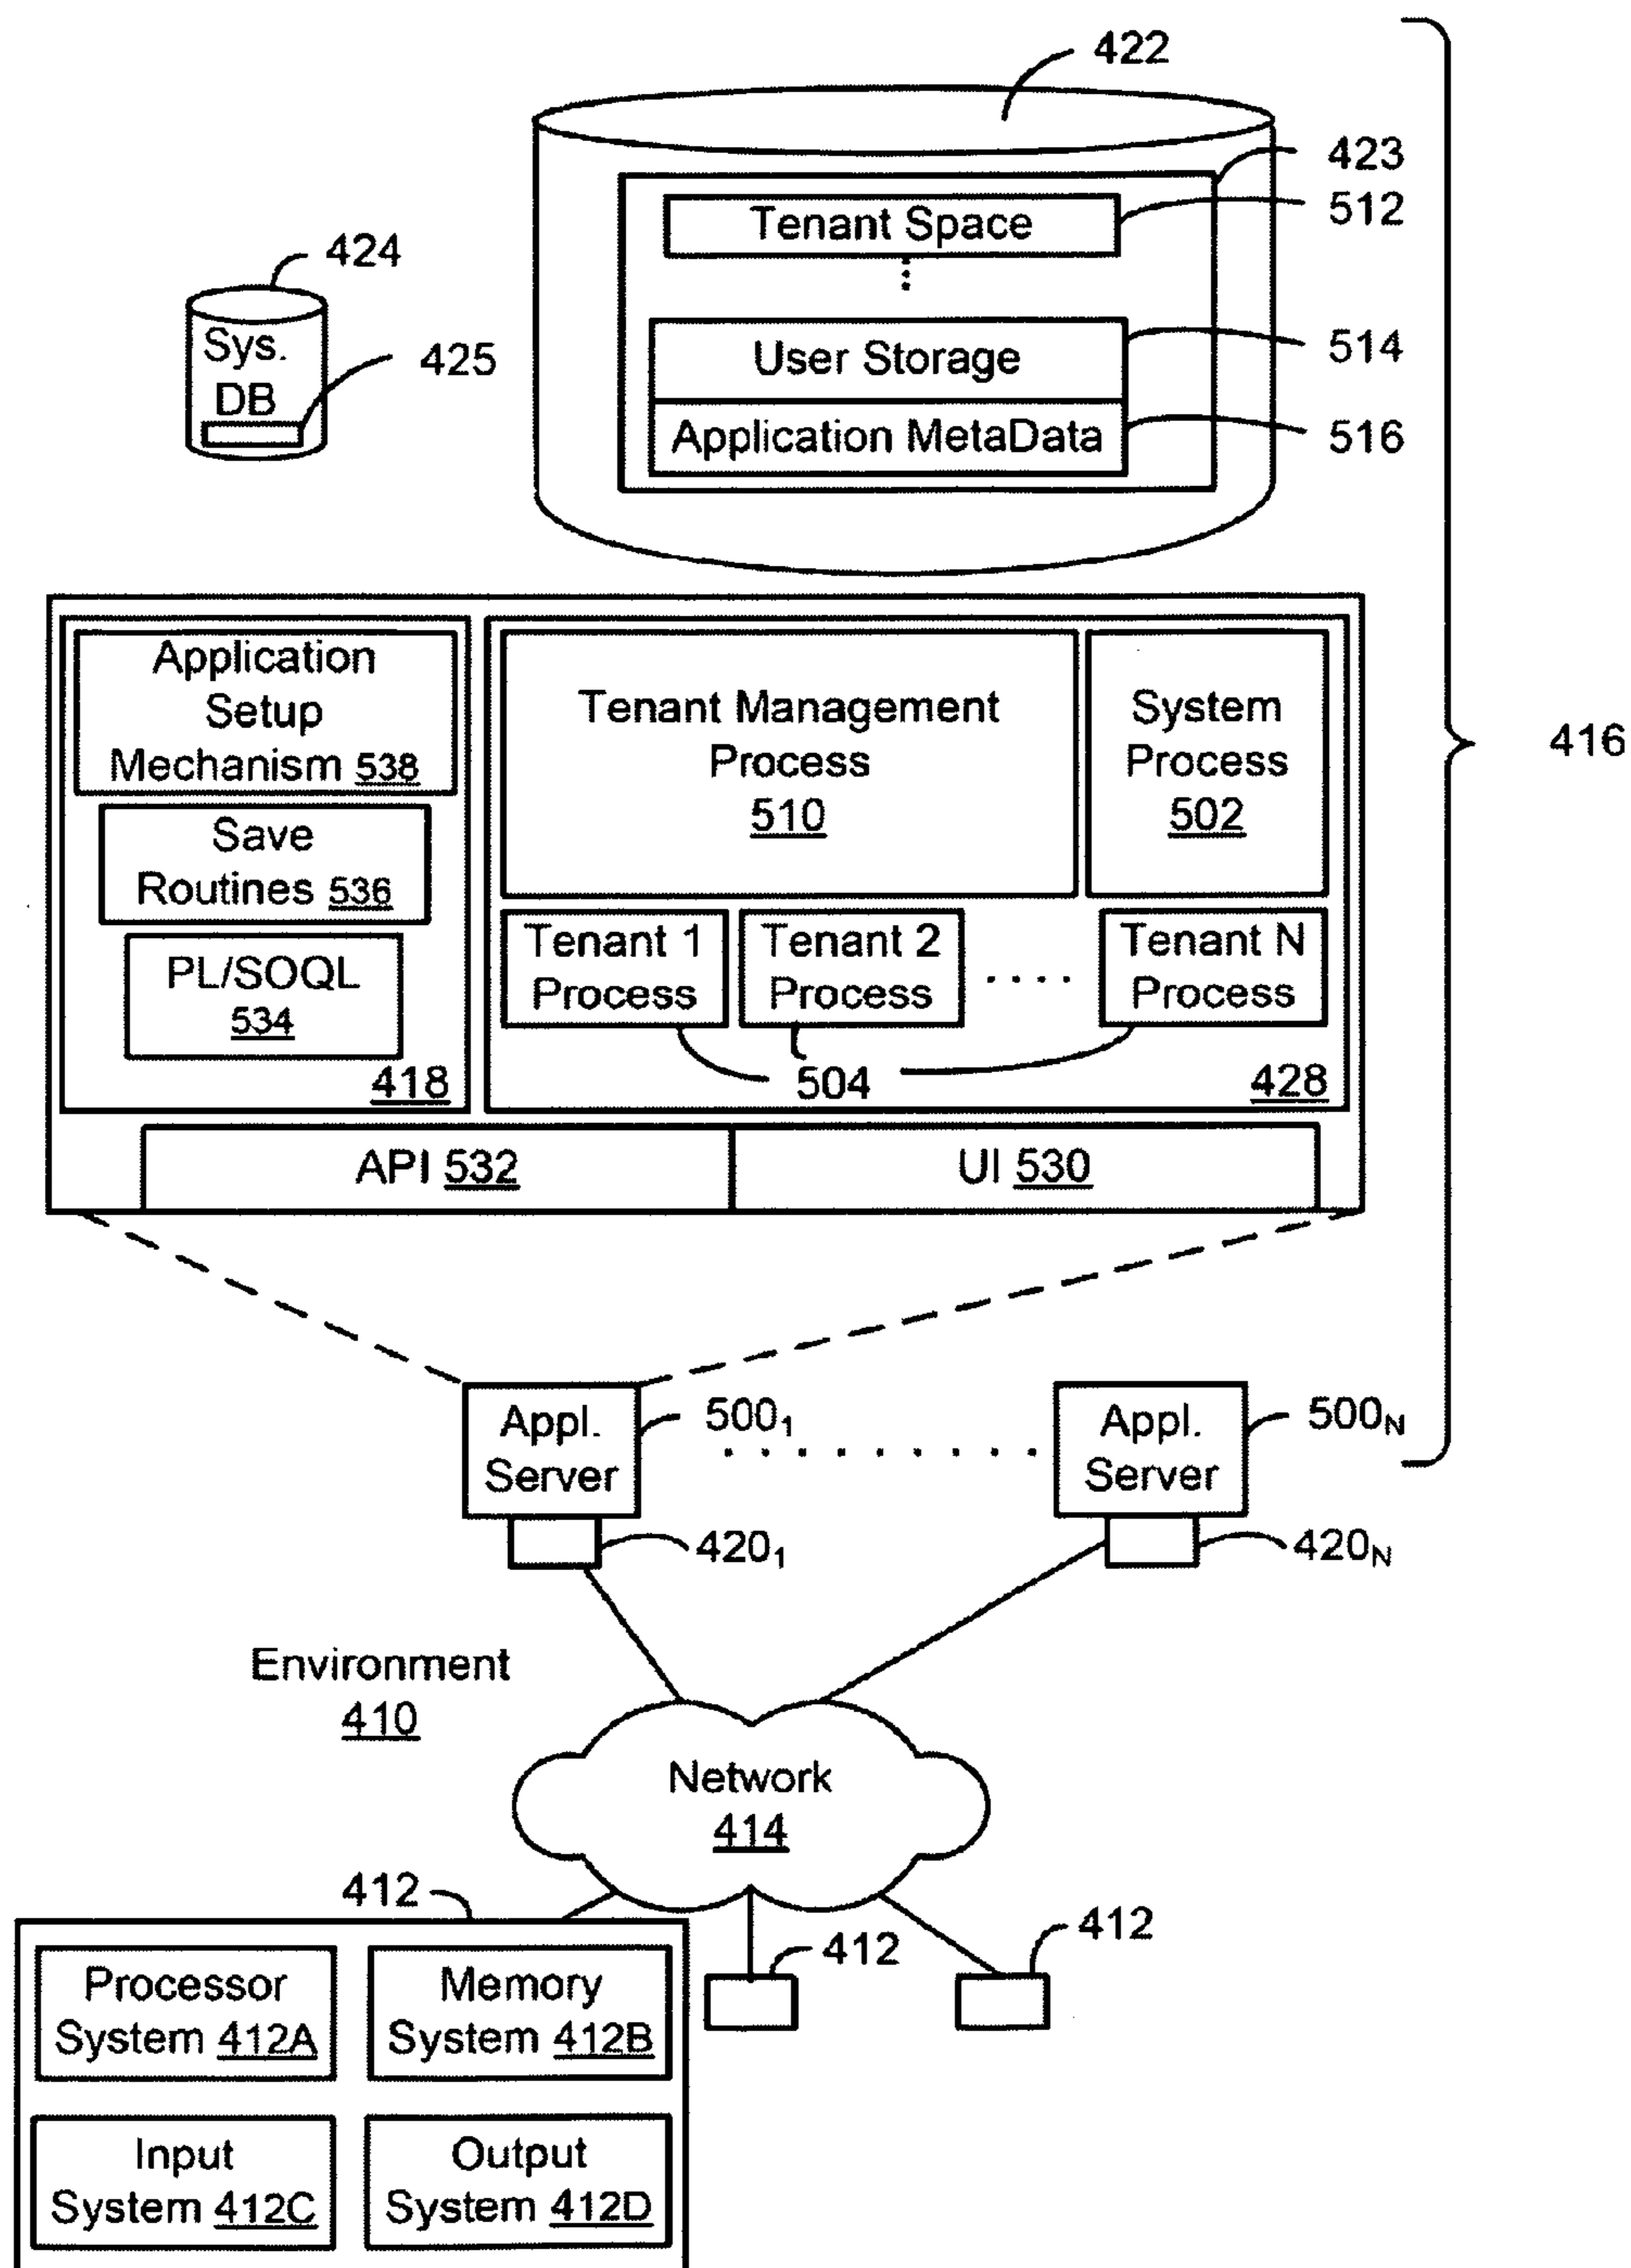 422
423
Tenant Space
512
424
Sys.
DB
425
User Storage
514
Application MetaData
516
416
Application
Setup
Mechanism 538
Tenant Management
Process
510
System
Process
502
Save
Routines 536
PL/SOQL
534
418
Tenant 1
Process
Tenant 2
Process
Tenant N
Process
504
428
API 532
UI 530
Appl.
Server
500₁
Appl.
Server
500N
420₁
420N
Environment
410
Network
414
412
412
412
Processor
System 412A
Memory
System 412B
Input
System 412C
Output
System 412D